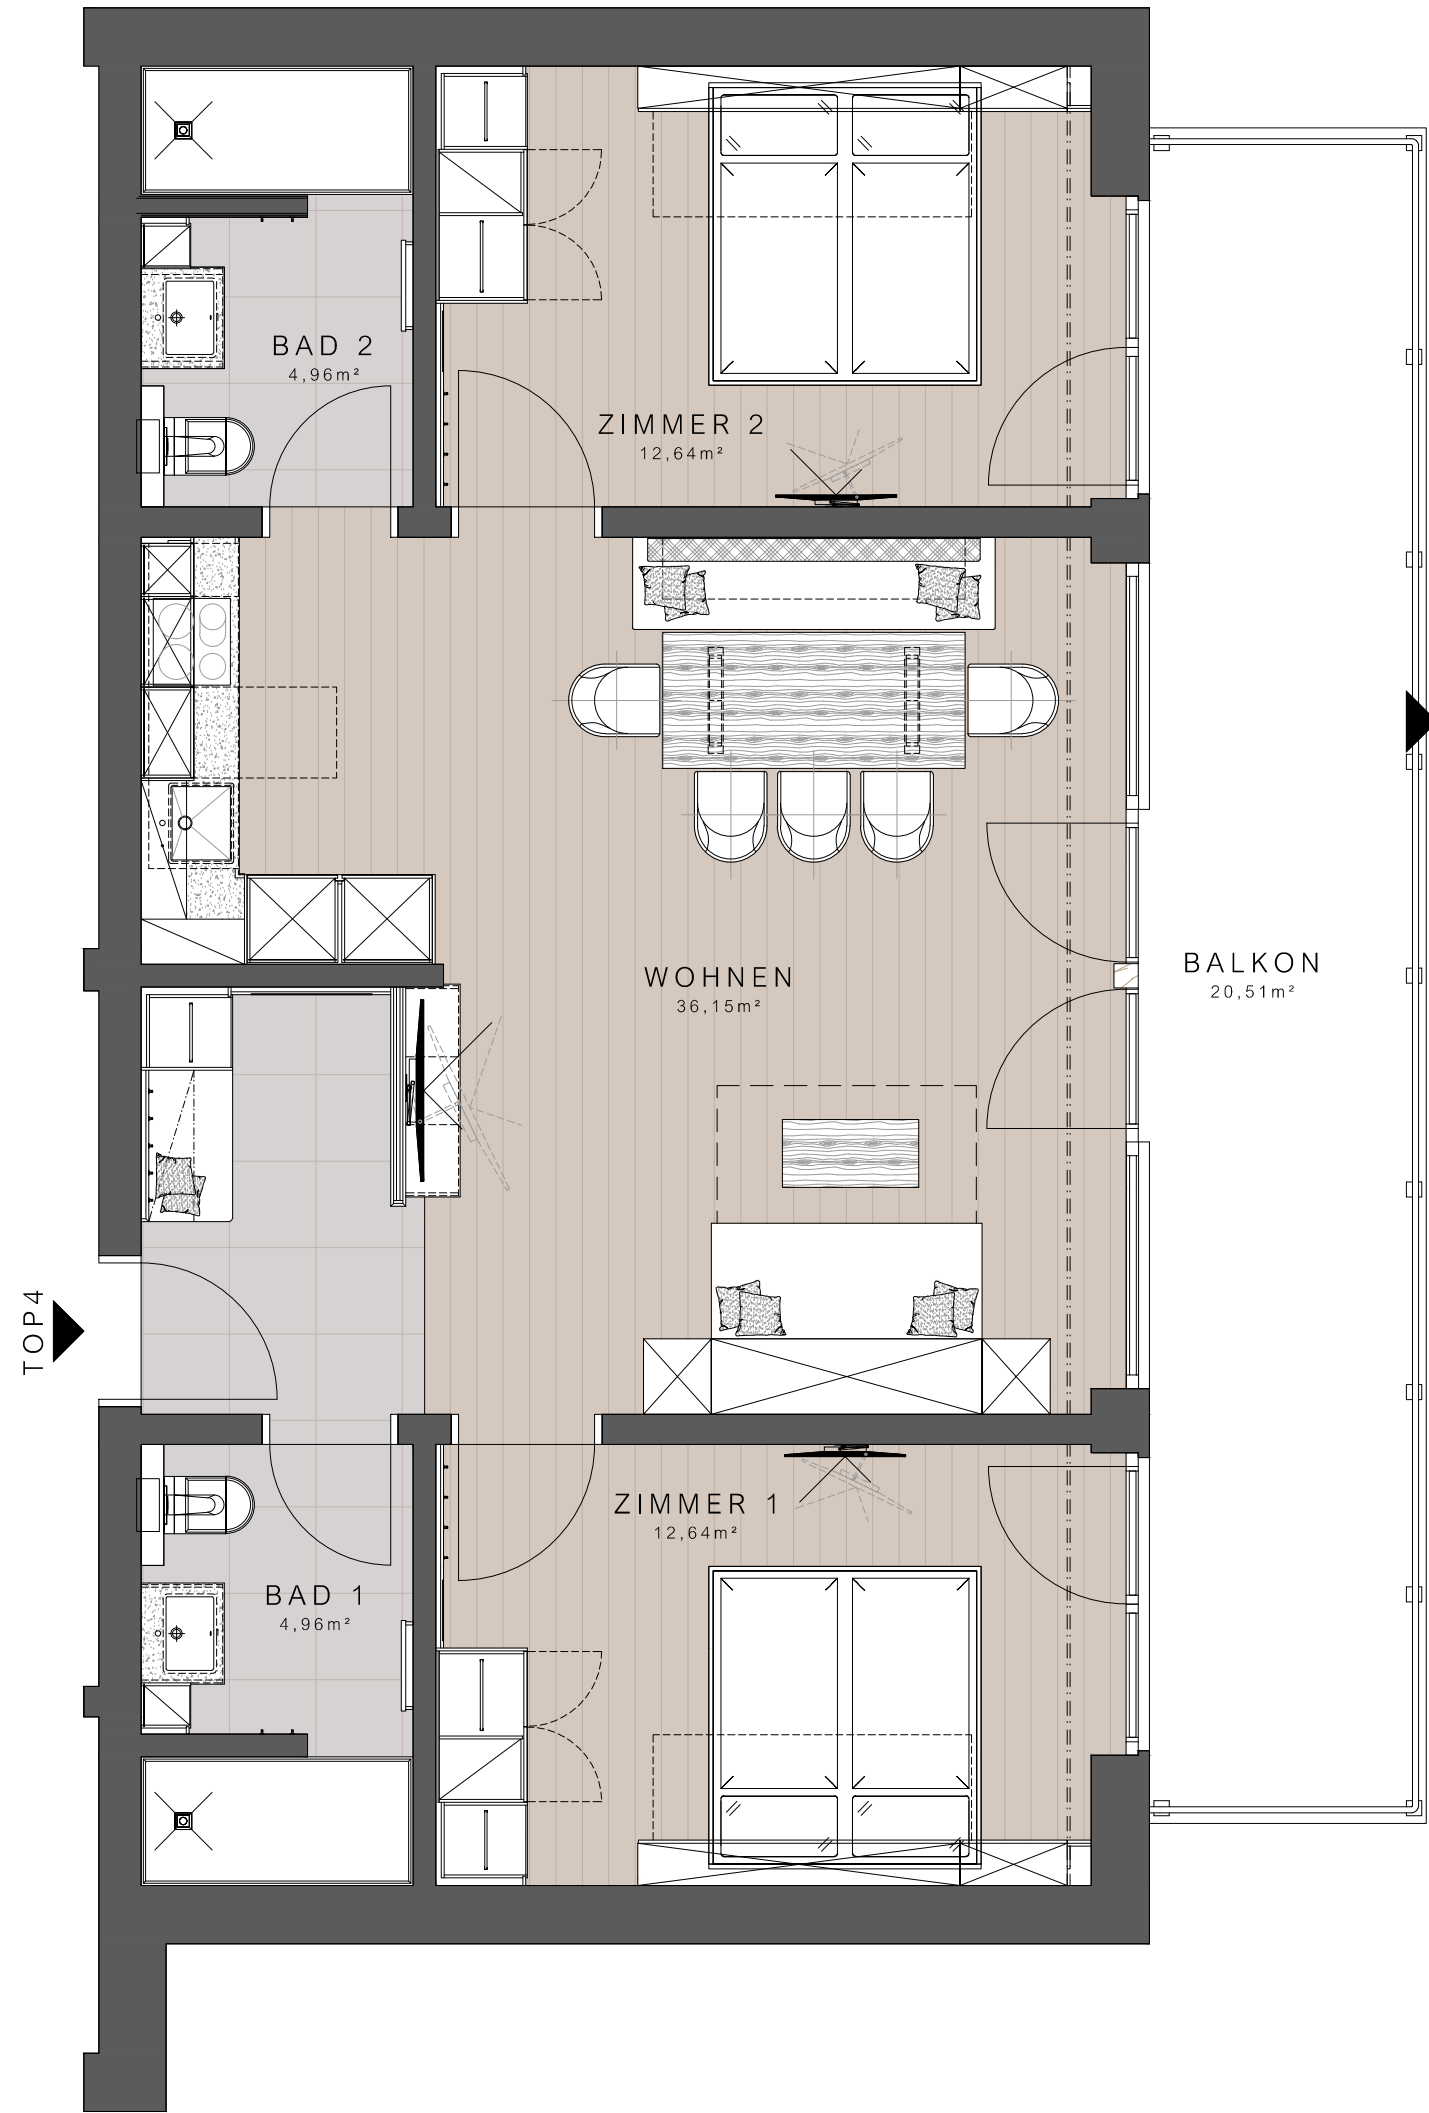 BAD 2
4,96m²
ZIMMER 2
12,64m²
WOHNEN
36,15m²
BALKON
20,51m²
TOP4
ZIMMER 1
12,64m²
BAD 1
4,96m²